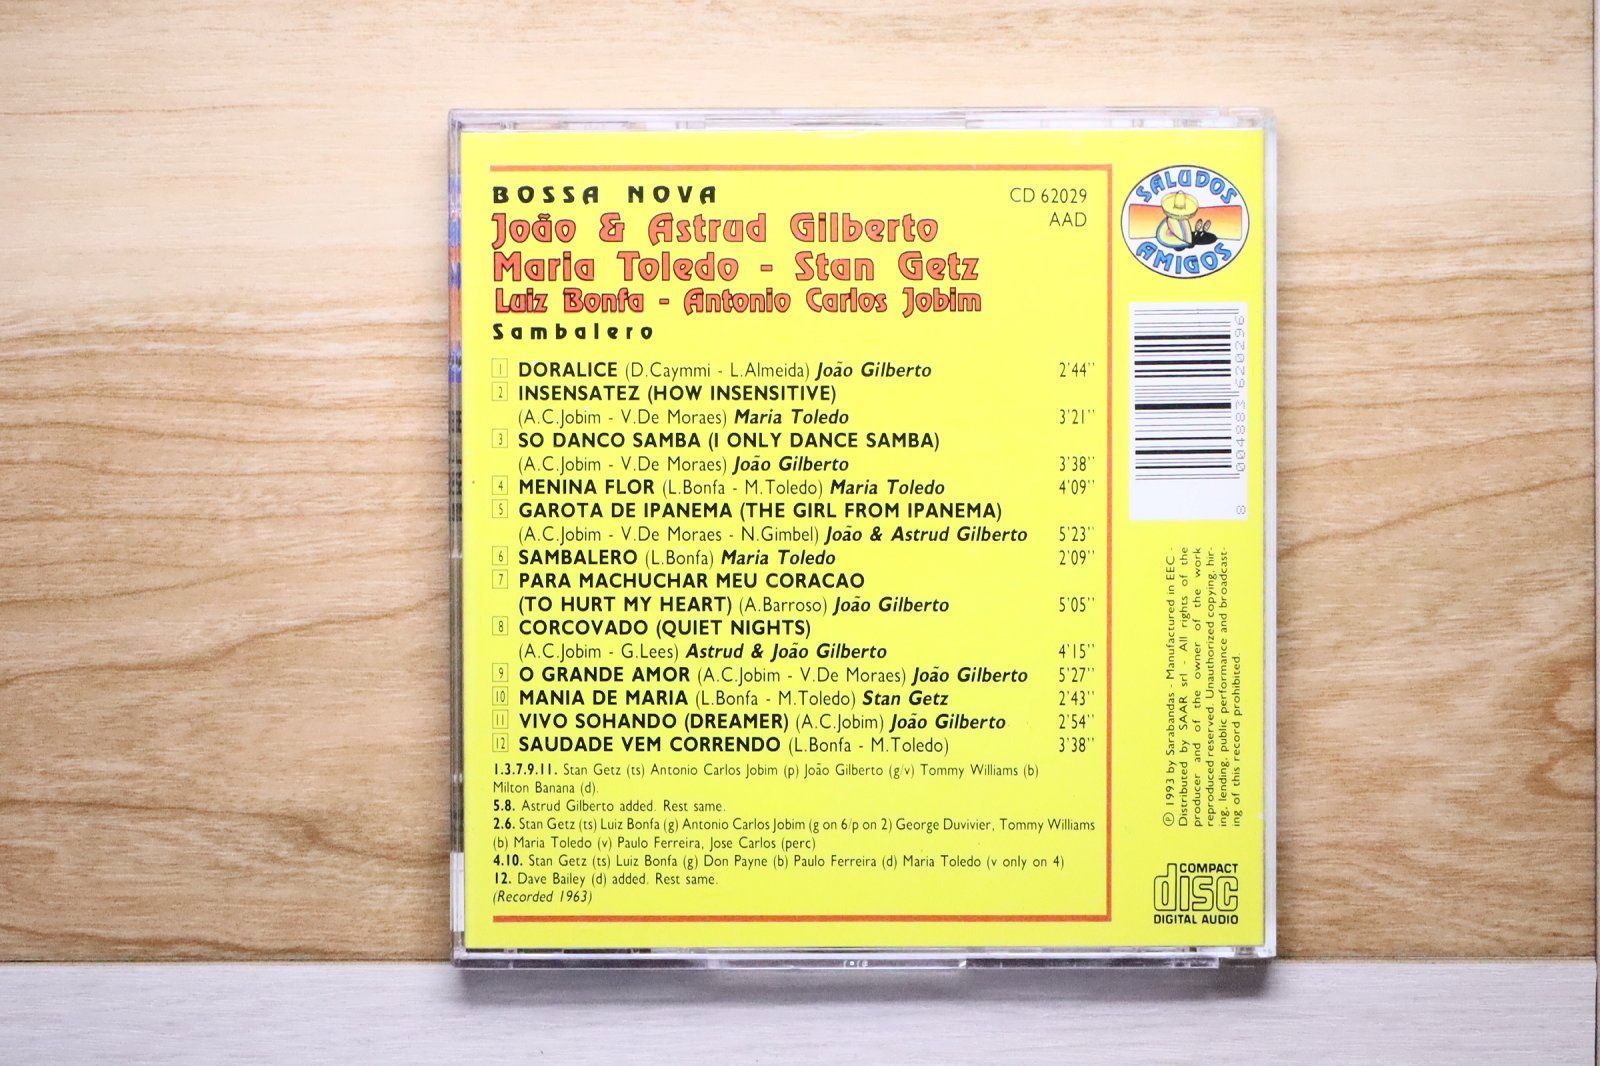 BOSSA NOVA
CD 62029
AAD
João & Astrud Gilberto
Maria Toledo - Stan Getz
Luiz Bonfa - Antonio Carlos Jobim
Sambalero
1 DORALICE (D.Caymmi - L.Almeida) João Gilberto 2'44''
2 INSENSATEZ (HOW INSENSITIVE)
(A.C.Jobim - V.De Moraes) Maria Toledo 3'21''
3 SO DANCO SAMBA (I ONLY DANCE SAMBA)
(A.C.Jobim - V.De Moraes) João Gilberto 3'38''
4 MENINA FLOR (L.Bonfa - M.Toledo) Maria Toledo 4'09''
5 GAROTA DE IPANEMA (THE GIRL FROM IPANEMA)
(A.C.Jobim - V.De Moraes - N.Gimbel) João & Astrud Gilberto 5'23''
6 SAMBALERO (L.Bonfa) Maria Toledo 2'09''
7 PARA MACHUCHAR MEU CORACAO
(TO HURT MY HEART) (A.Barroso) João Gilberto 5'05''
8 CORCOVADO (QUIET NIGHTS)
(A.C.Jobim - G.Lees) Astrud & João Gilberto 4'15''
9 O GRANDE AMOR (A.C.Jobim - V.De Moraes) João Gilberto 5'27''
10 MANIA DE MARIA (L.Bonfa - M.Toledo) Stan Getz 2'43''
11 VIVO SOHANDO (DREAMER) (A.C.Jobim) João Gilberto 2'54''
12 SAUDADE VEM CORRENDO (L.Bonfa - M.Toledo) 3'38''
1.3.7.9.11. Stan Getz (ts) Antonio Carlos Jobim (p) João Gilberto (g/v) Tommy Williams (b)
Milton Banana (d).
5.8. Astrud Gilberto added. Rest same.
2.6. Stan Getz (ts) Luiz Bonfa (g) Antonio Carlos Jobim (g on 6/p on 2) George Duvivier, Tommy Williams
(b) Maria Toledo (v) Paulo Ferreira, Jose Carlos (perc)
4.10. Stan Getz (ts) Luiz Bonfa (g) Don Payne (b) Paulo Ferreira (d) Maria Toledo (v only on 4)
12. Dave Bailey (d) added. Rest same.
(Recorded 1963)
SALUDOS
AMIGOS
8 004883 620296
℗ 1993 by Sarabandas - Manufactured in EEC -
Distributed by SAAR srl - All rights of the
producer and of the owner of the work
reproduced reserved. Unauthorized copying, hir-
ing, lending, public performance and broadcast-
ing of this record prohibited.
COMPACT
disc
DIGITAL AUDIO